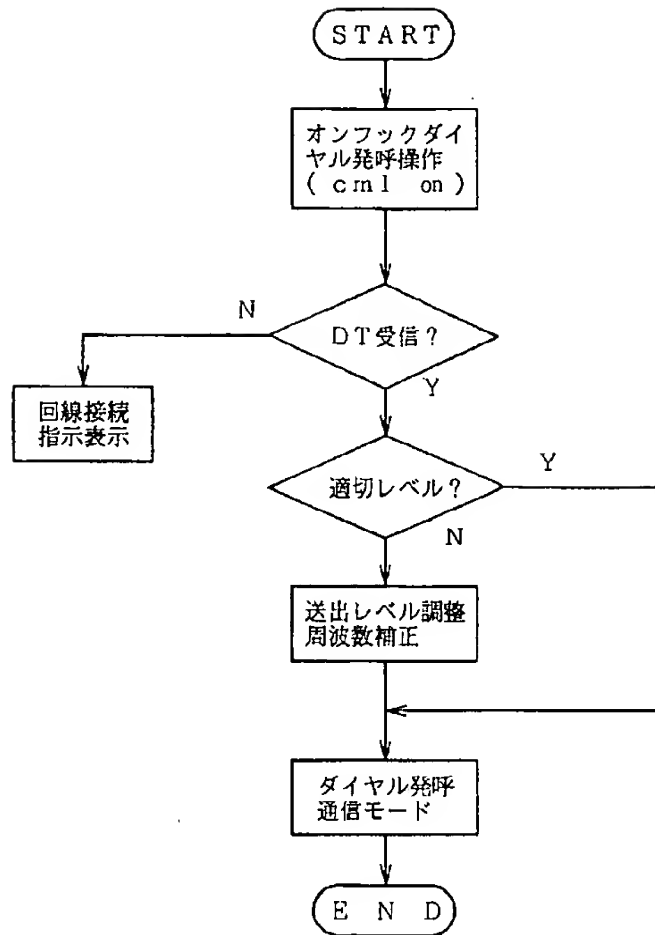 START
オンフックダイ
ヤル発呼操作
(cml on)
N
DT受信?
Y
回線接続
指示表示
Y
適切レベル?
N
送出レベル調整
周波数補正
ダイヤル発呼
通信モード
END